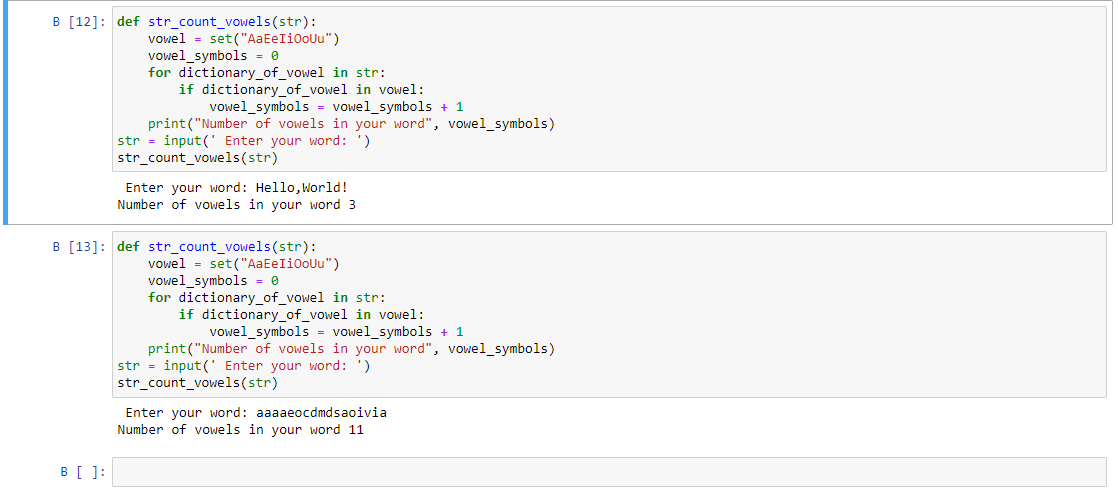 B [12]: def str_count_vowels(str):
    vowel = set("AaEeIiOoUu")
    vowel_symbols = 0
    for dictionary_of_vowel in str:
        if dictionary_of_vowel in vowel:
            vowel_symbols = vowel_symbols + 1
    print("Number of vowels in your word", vowel_symbols)
str = input(' Enter your word: ')
str_count_vowels(str)
 Enter your word: Hello,World!
Number of vowels in your word 3
B [13]: def str_count_vowels(str):
    vowel = set("AaEeIiOoUu")
    vowel_symbols = 0
    for dictionary_of_vowel in str:
        if dictionary_of_vowel in vowel:
            vowel_symbols = vowel_symbols + 1
    print("Number of vowels in your word", vowel_symbols)
str = input(' Enter your word: ')
str_count_vowels(str)
 Enter your word: aaaaeocdmdsaoivia
Number of vowels in your word 11
B [ ]: